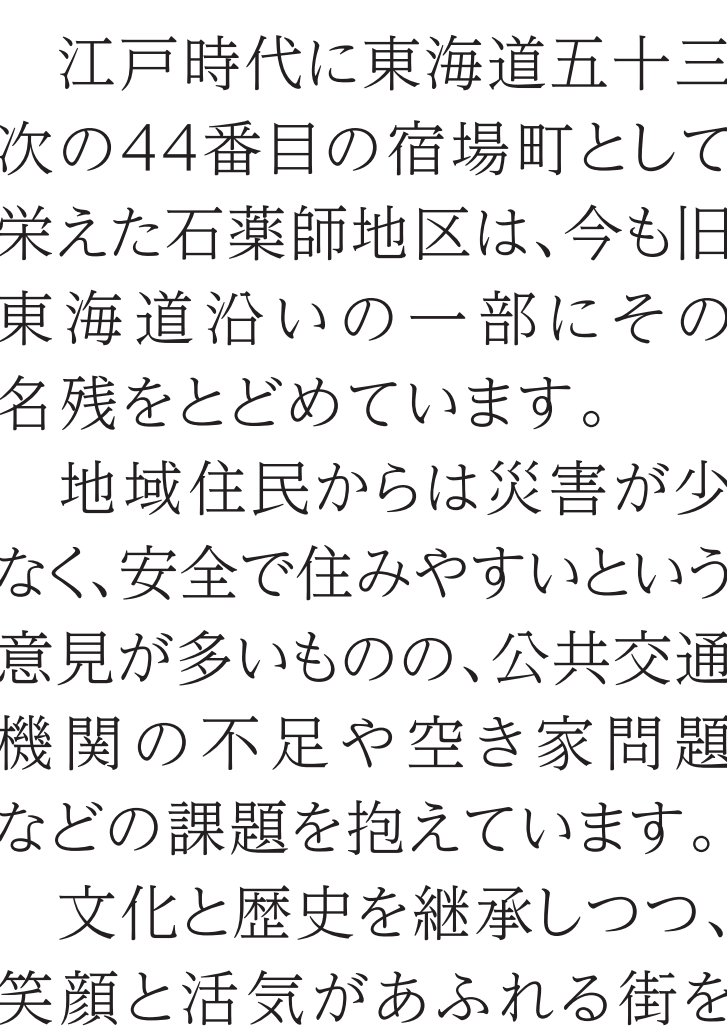 江戸時代に東海道五十三
次の44番目の宿場町として
栄えた石薬師地区は、今も旧
東海道沿いの一部にその
名残をとどめています。
地域住民からは災害が少
なく、安全で住みやすいという
意見が多いものの、公共交通
機関の不足や空き家問題
などの課題を抱えています。
文化と歴史を継承しつつ、
笑顔と活気があふれる街を